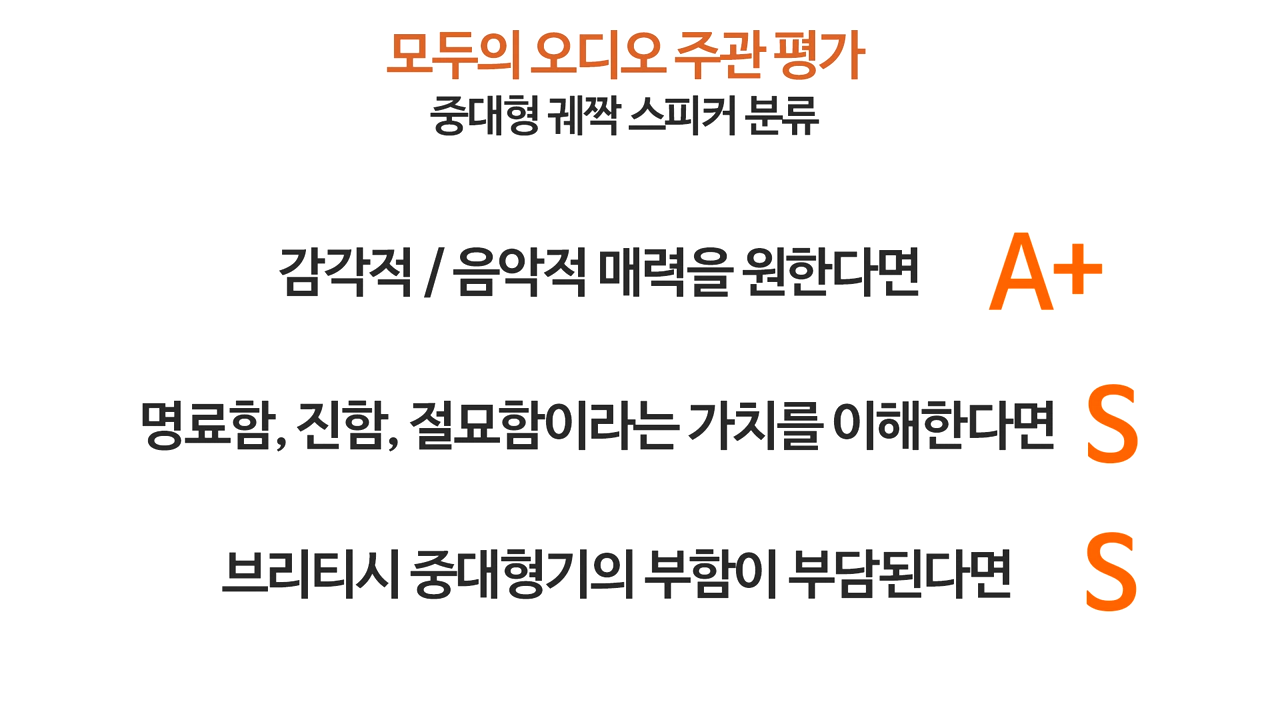 모두의 오디오 주관 평가
중대형 궤짝 스피커 분류
감각적 / 음악적 매력을 원한다면 A+
명료함, 진함, 절묘함이라는 가치를 이해한다면 S
브리티시 중대형기의 부함이 부담된다면 S